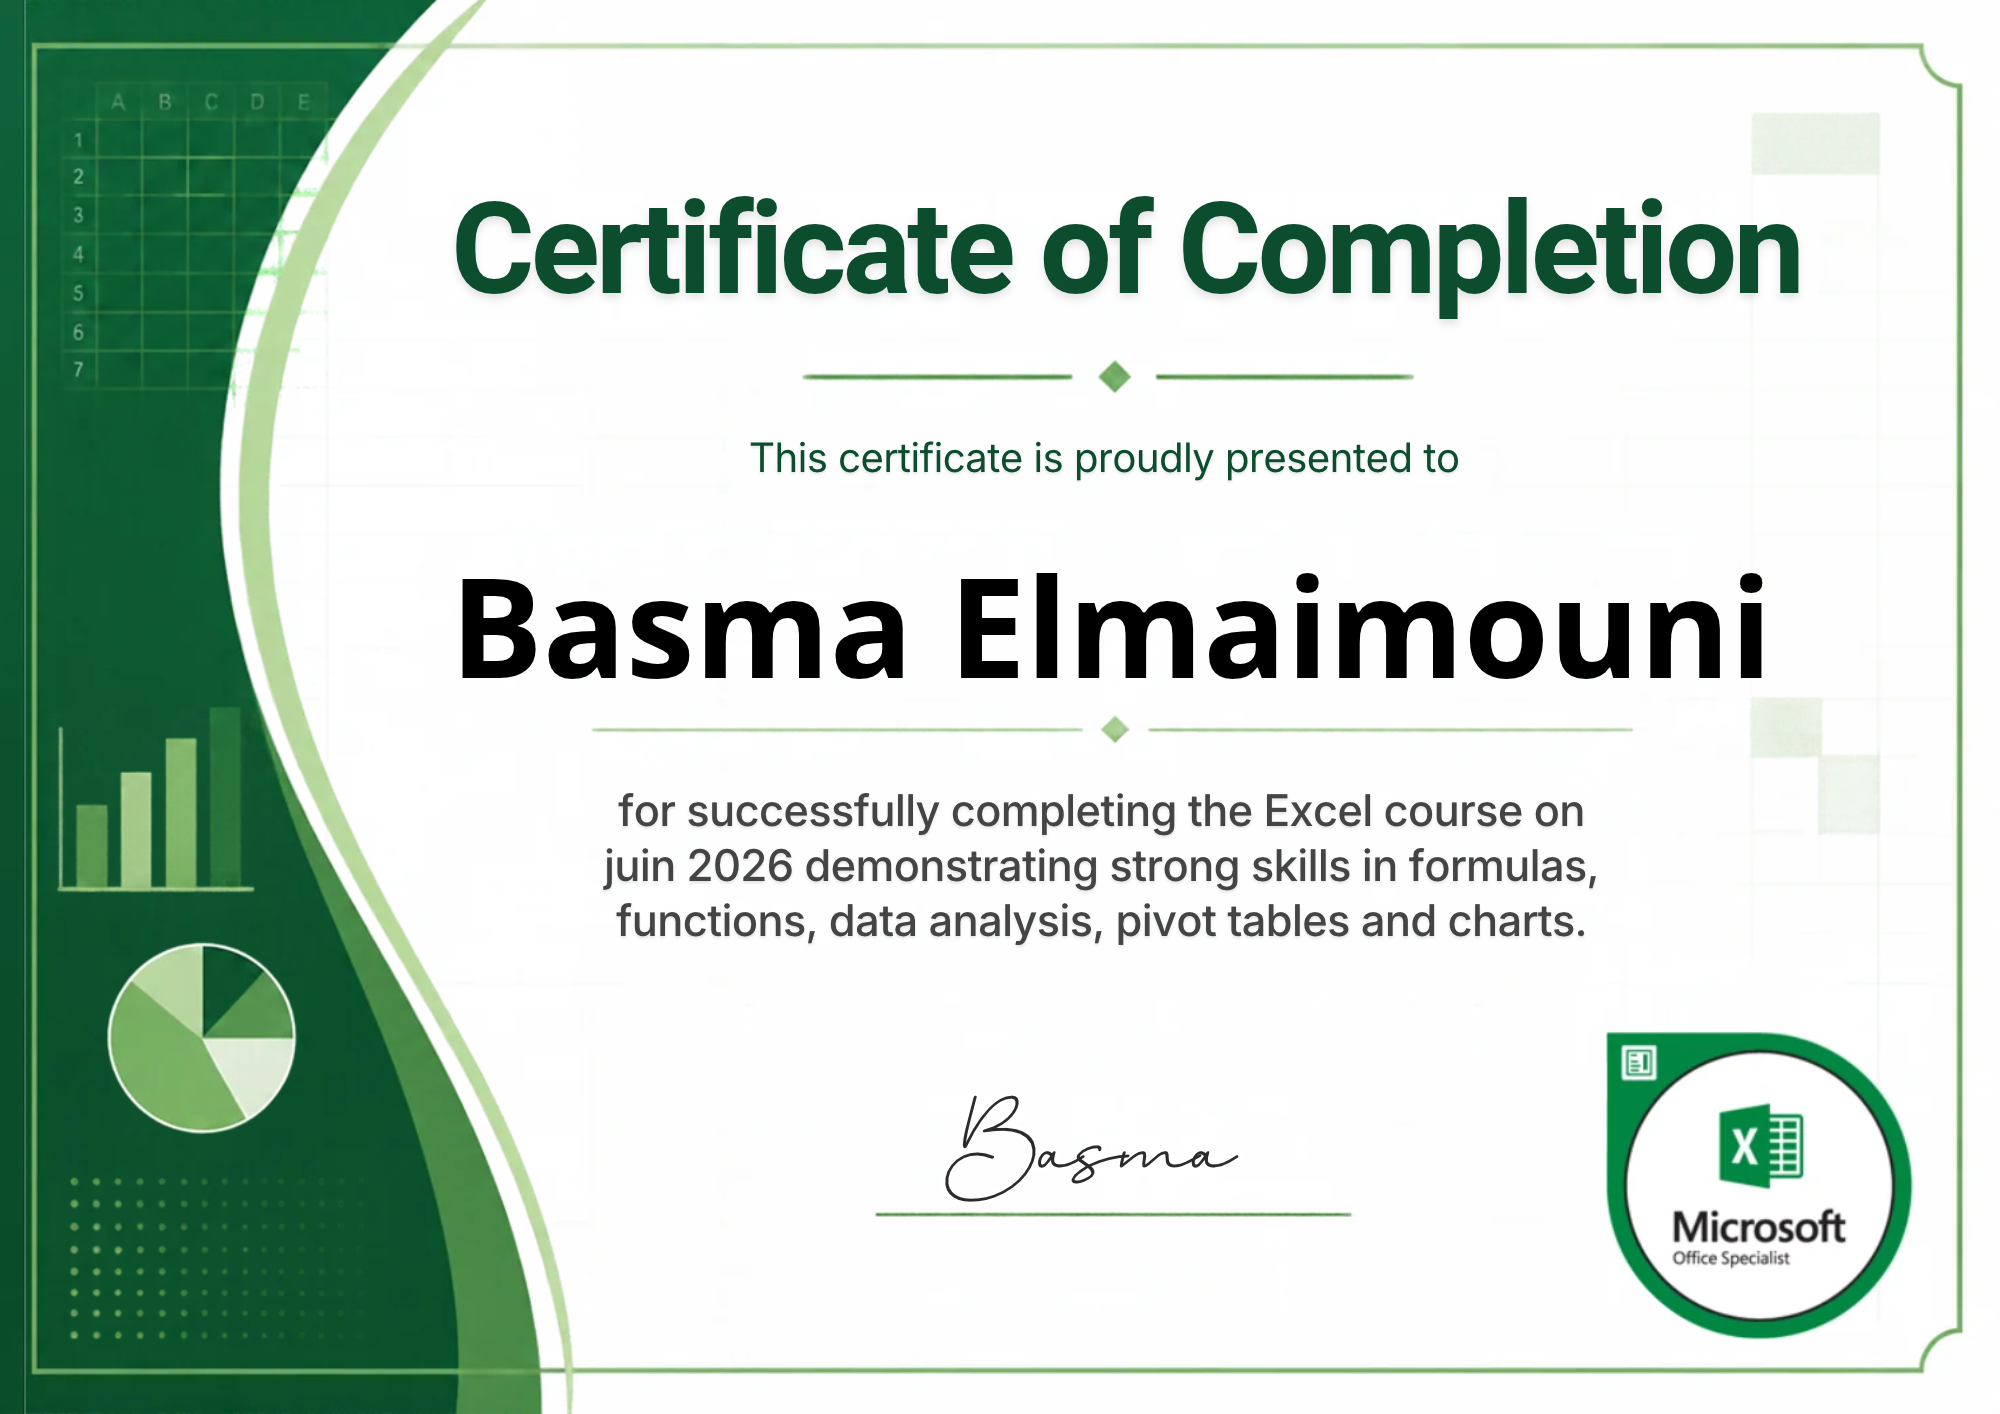 A B C D E
1
2
3
4
5
6
7
Certificate of Completion
This certificate is proudly presented to
Basma Elmaimouni
for successfully completing the Excel course on
juin 2026 demonstrating strong skills in formulas,
functions, data analysis, pivot tables and charts.
Basma
X
Microsoft
Office Specialist